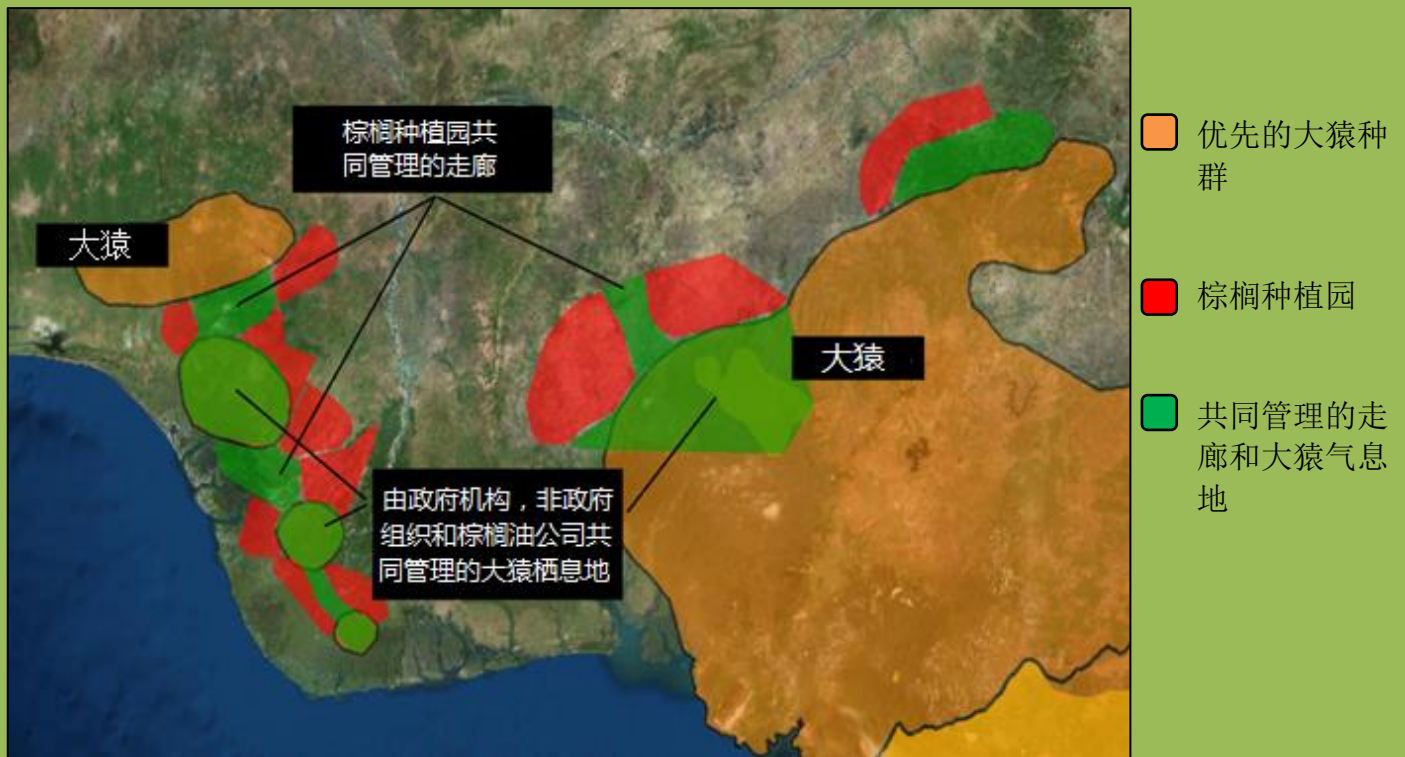 棕榈种植园共
同管理的走廊
大猿
大猿
由政府机构，非政府
组织和棕榈油公司共
同管理的大猿栖息地
优先的大猿种
群
棕榈种植园
共同管理的走
廊和大猿气息
地